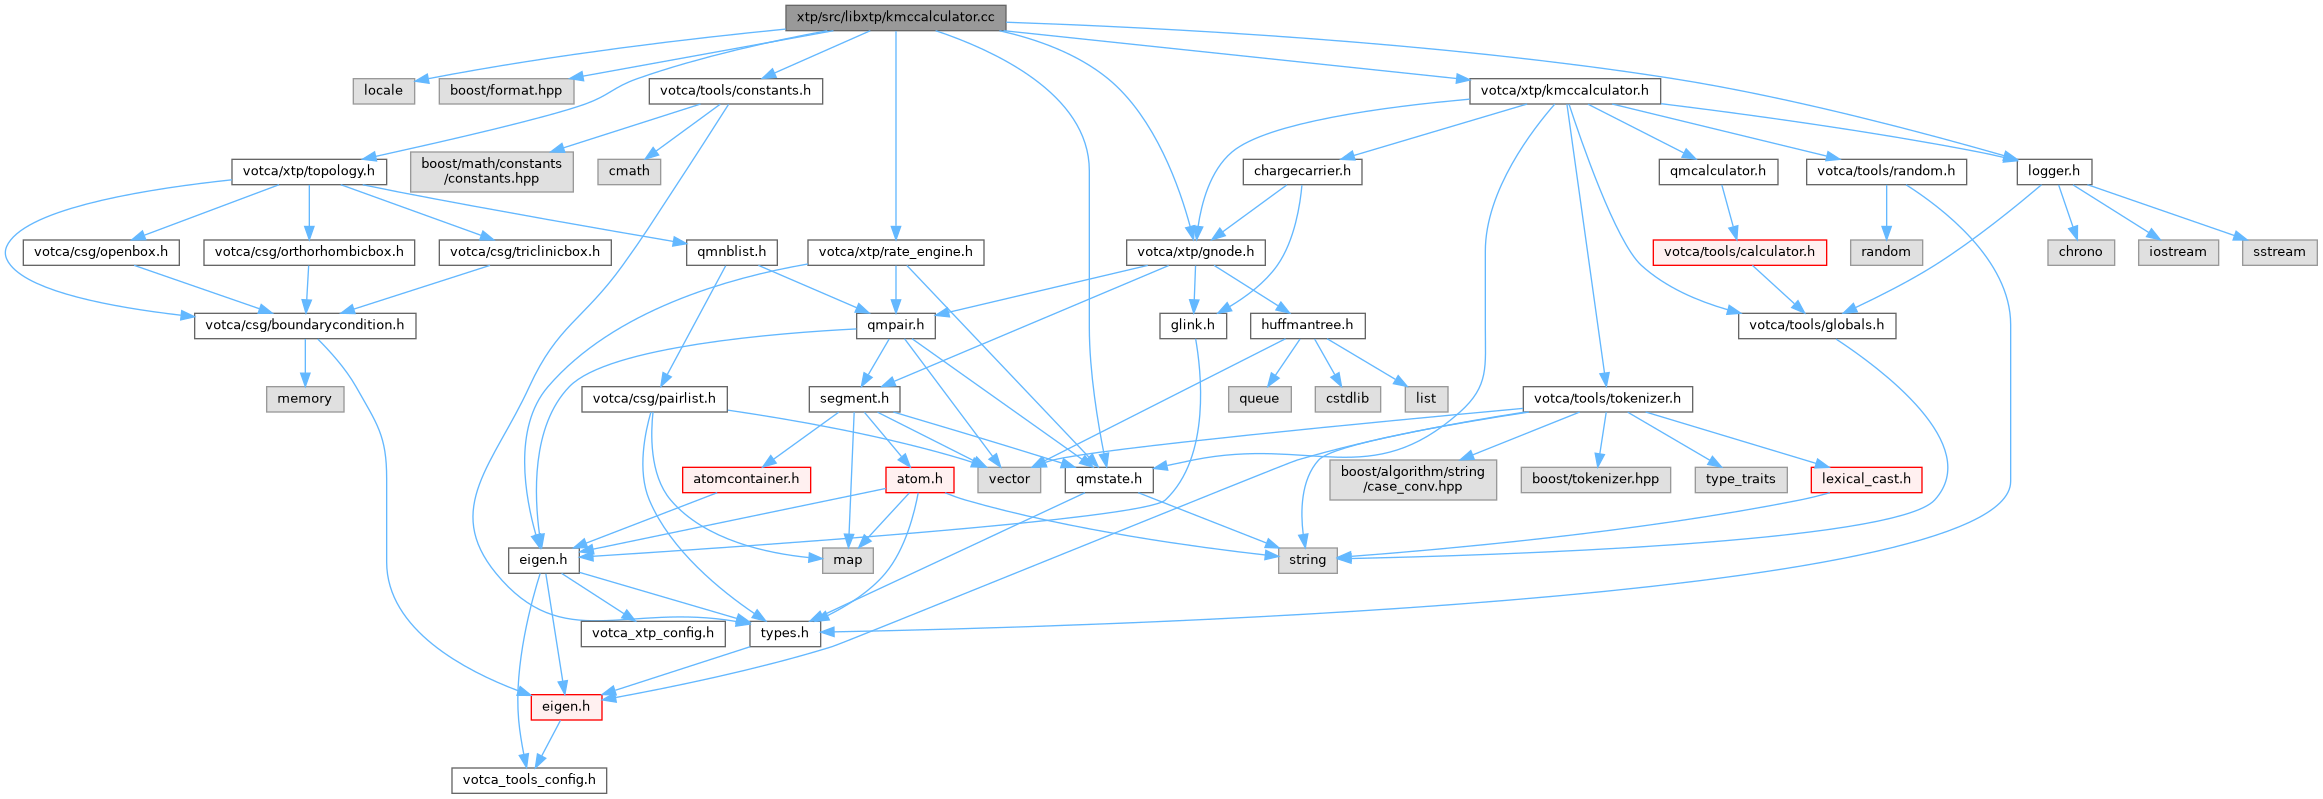 xtp/src/libxtp/kmccalculator.cc
locale
boost/format.hpp
votca/tools/constants.h
votca/xtp/kmccalculator.h
votca/xtp/topology.h
boost/math/constants
/constants.hpp
cmath
chargecarrier.h
qmcalculator.h
votca/tools/random.h
logger.h
votca/csg/openbox.h
votca/csg/orthorhombicbox.h
votca/csg/triclinicbox.h
qmnblist.h
votca/xtp/rate_engine.h
votca/xtp/gnode.h
votca/tools/calculator.h
random
chrono
iostream
sstream
votca/csg/boundarycondition.h
qmpair.h
glink.h
huffmantree.h
votca/tools/globals.h
memory
votca/csg/pairlist.h
segment.h
queue
cstdlib
list
votca/tools/tokenizer.h
atomcontainer.h
atom.h
vector
qmstate.h
boost/algorithm/string
/case_conv.hpp
boost/tokenizer.hpp
type_traits
lexical_cast.h
eigen.h
map
string
votca_xtp_config.h
types.h
eigen.h
votca_tools_config.h